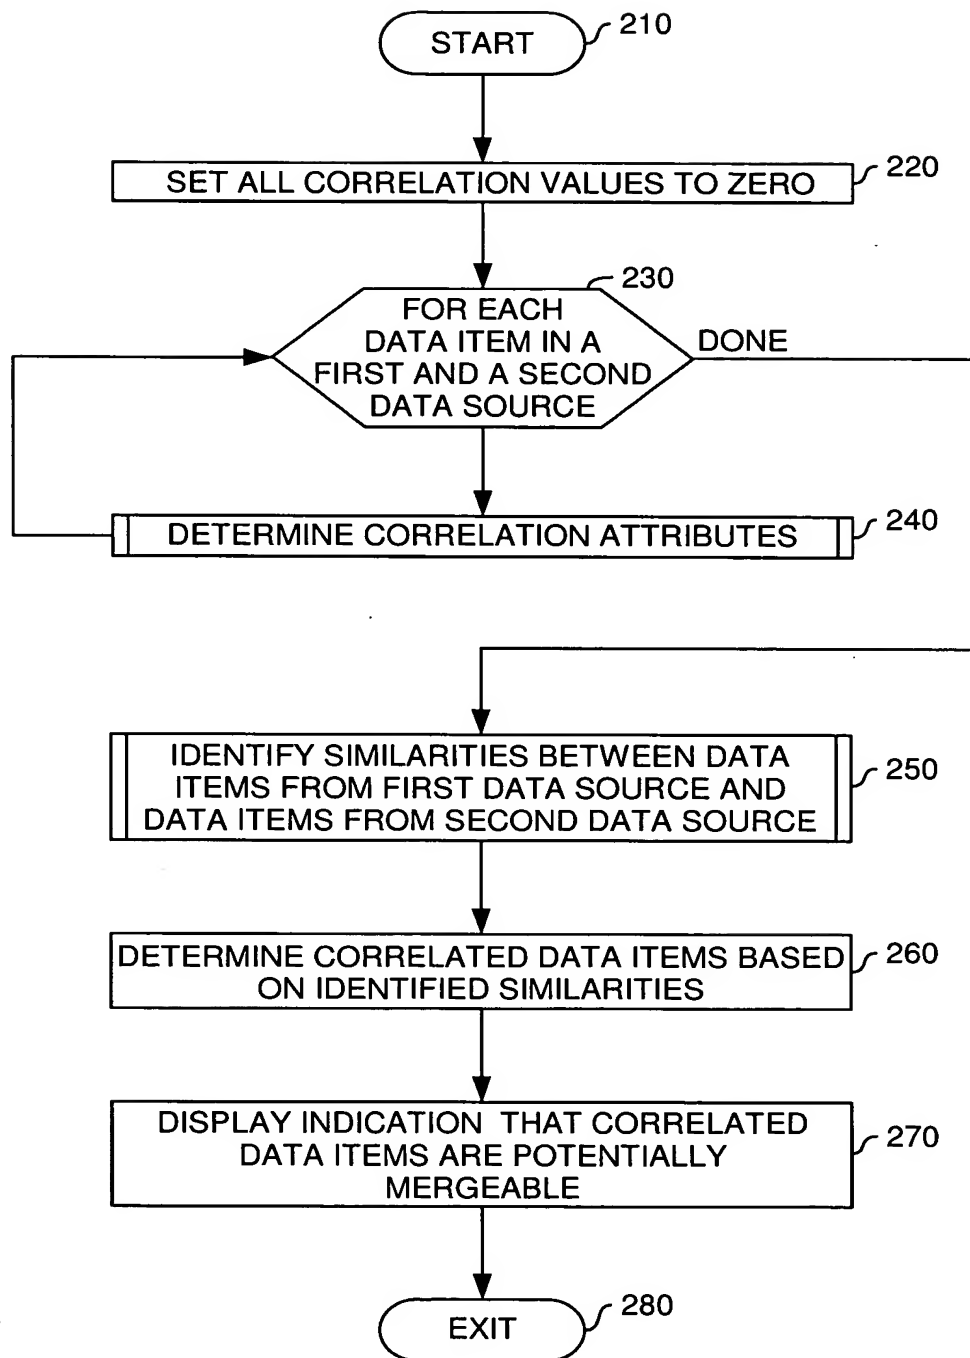 START
210
SET ALL CORRELATION VALUES TO ZERO
220
230
FOR EACH
DATA ITEM IN A
FIRST AND A SECOND
DATA SOURCE
DONE
DETERMINE CORRELATION ATTRIBUTES
240
IDENTIFY SIMILARITIES BETWEEN DATA
ITEMS FROM FIRST DATA SOURCE AND
DATA ITEMS FROM SECOND DATA SOURCE
250
DETERMINE CORRELATED DATA ITEMS BASED
ON IDENTIFIED SIMILARITIES
260
DISPLAY INDICATION THAT CORRELATED
DATA ITEMS ARE POTENTIALLY
MERGEABLE
270
EXIT
280